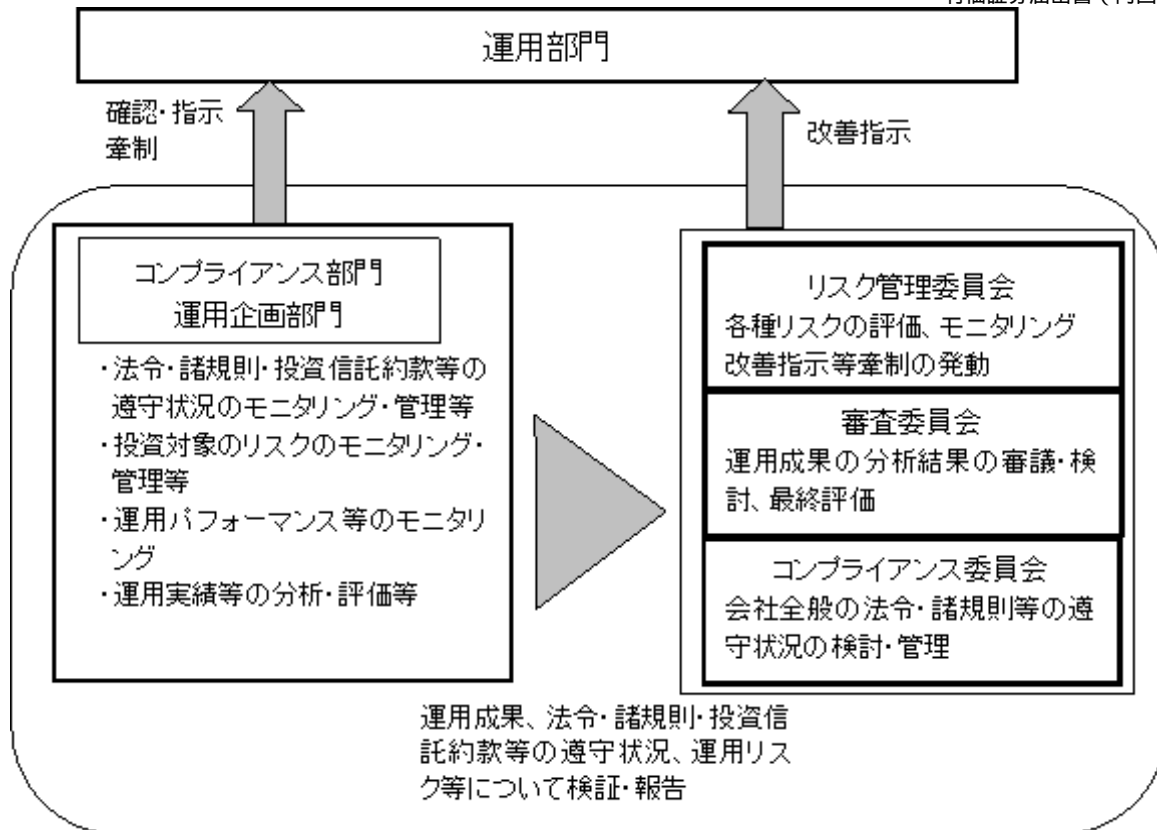 運用部門
確認・指示
牽制
改善指示
コンプライアンス部門
運用企画部門
・法令・諸規則・投資信託約款等の
遵守状況のモニタリング・管理等
・投資対象のリスクのモニタリング・
管理等
・運用パフォーマンス等のモニタリ
ング
・運用実績等の分析・評価等
リスク管理委員会
各種リスクの評価、モニタリング
改善指示等牽制の発動
審査委員会
運用成果の分析結果の審議・検
討、最終評価
コンプライアンス委員会
会社全般の法令・諸規則等の遵
守状況の検討・管理
運用成果、法令・諸規則・投資信
託約款等の遵守状況、運用リス
ク等について検証・報告